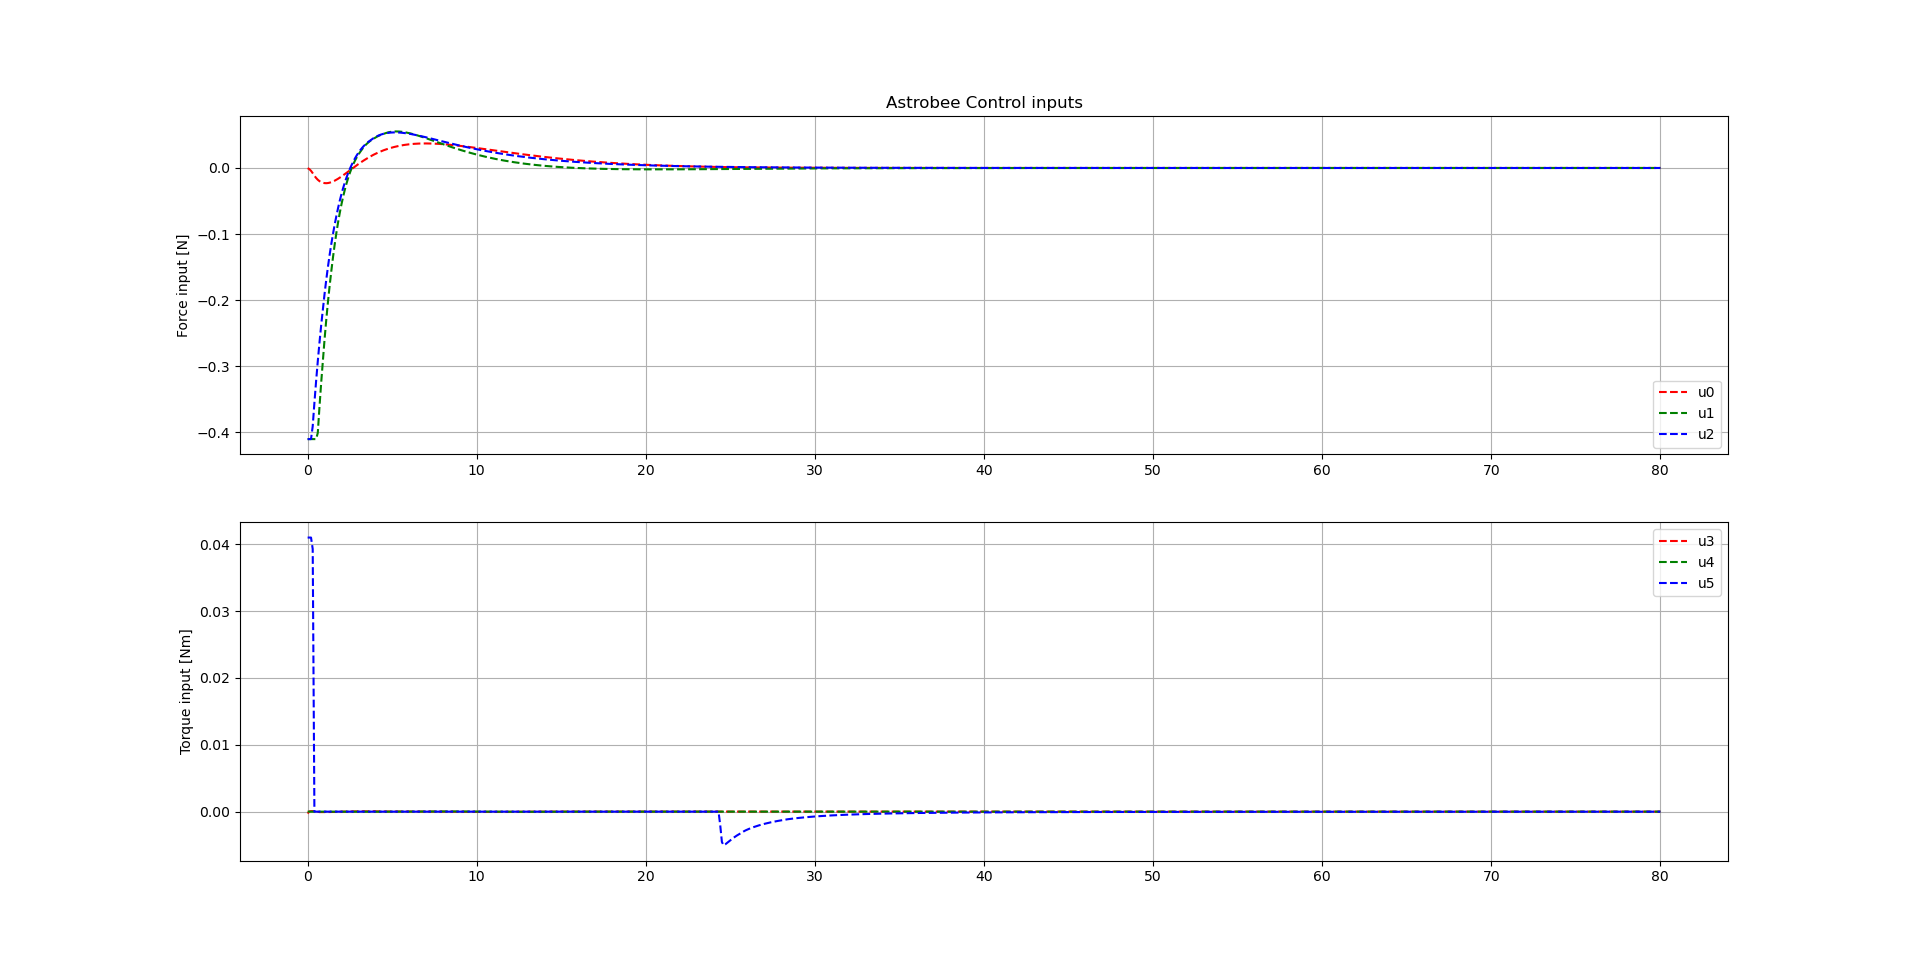 Astrobee Control inputs
Force input [N]
0.0
−0.1
−0.2
−0.3
−0.4
0 10 20 30 40 50 60 70 80
u0
u1
u2
Torque input [Nm]
0.04
0.03
0.02
0.01
0.00
0 10 20 30 40 50 60 70 80
u3
u4
u5